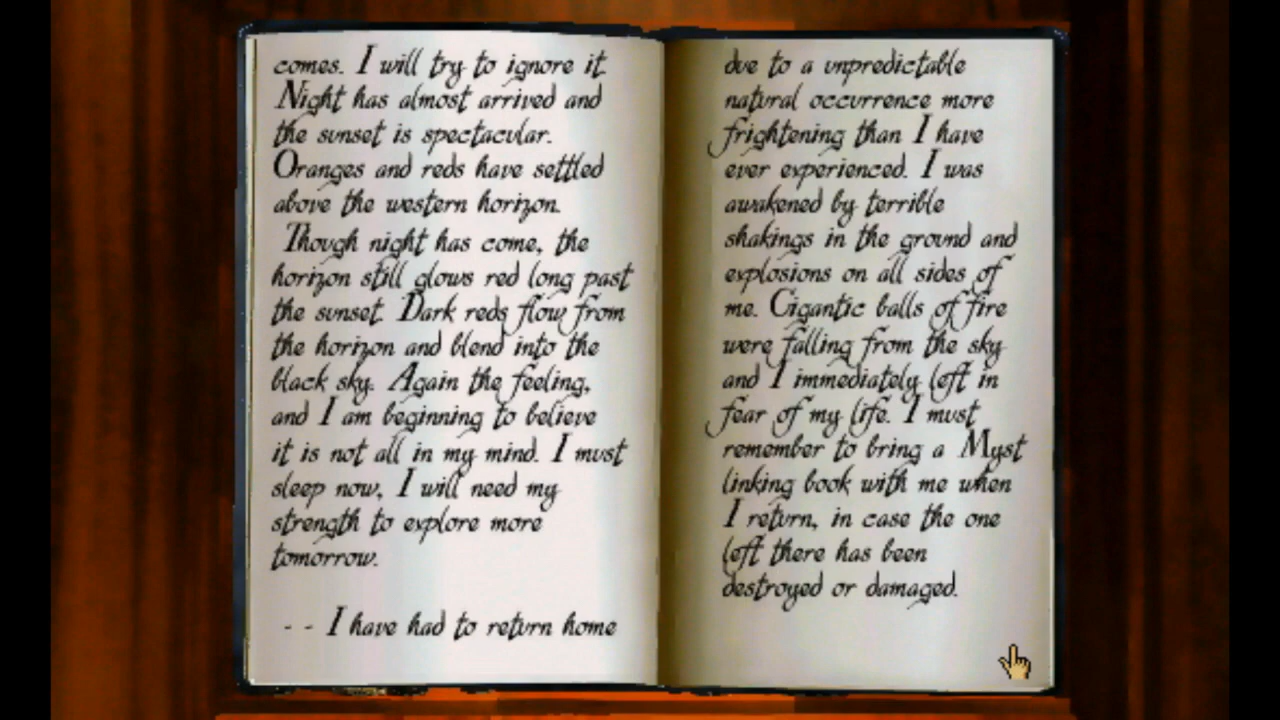 comes. I will try to ignore it.
Night has almost arrived and
the sunset is spectacular.
Oranges and reds have settled
above the western horizon.
Though night has come, the
horizon still glows red long past
the sunset. Dark reds flow from
the horizon and blend into the
black sky. Again the feeling,
and I am beginning to believe
it is not all in my mind. I must
sleep now, I will need my
strength to explore more
tomorrow.
- - I have had to return home
due to a unpredictable
natural occurrence more
frightening than I have
ever experienced. I was
awakened by terrible
shakings in the ground and
explosions on all sides of
me. Gigantic balls of fire
were falling from the sky
and I immediately left in
fear of my life. I must
remember to bring a Myst
linking book with me when
I return, in case the one
left there has been
destroyed or damaged.